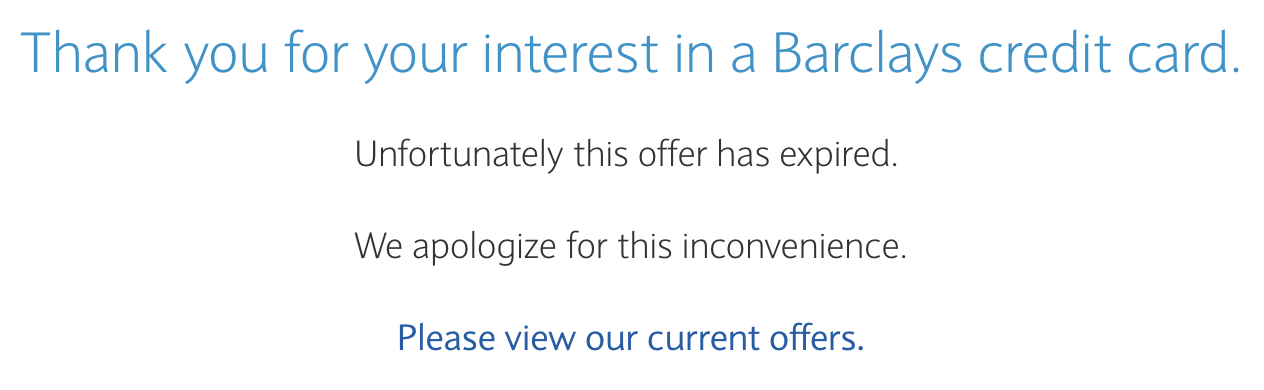 Thank you for your interest in a Barclays credit card.
Unfortunately this offer has expired.
We apologize for this inconvenience.
Please view our current offers.